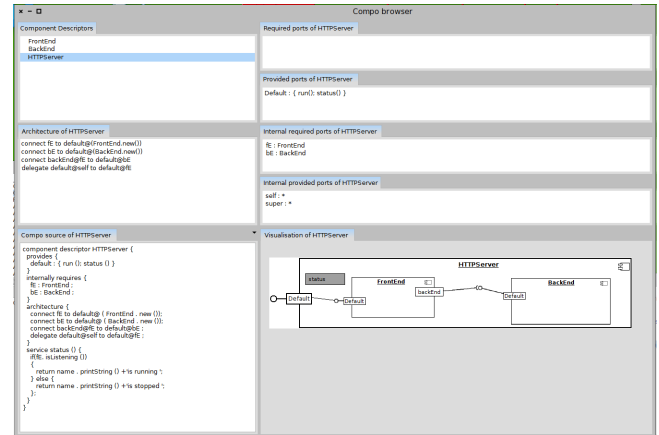 Compo browser
Component Descriptors
FrontEnd
BackEnd
HTTPServer
Required ports of HTTPServer
Provided ports of HTTPServer
Default : { run(); status() }
Architecture of HTTPServer
connect fE to default@(FrontEnd.new())
connect bE to default@(BackEnd.new())
connect backEnd@fE to default@bE
delegate default@self to default@fE
Internal required ports of HTTPServer
fE : FrontEnd
bE : BackEnd
Internal provided ports of HTTPServer
self : *
super : *
Compo source of HTTPServer
component descriptor HTTPServer {
provides {
default : { run (); status () }
}
internally requires {
fE : FrontEnd ;
bE : BackEnd ;
}
architecture {
connect fE to default@ ( FrontEnd . new ());
connect bE to default@ ( BackEnd . new ());
connect backEnd@fE to default@bE ;
delegate default@self to default@fE ;
}
service status () {
if(fE. isListening ())
{
return name . printString () +'is running ';
} else {
return name . printString () +'is stopped ';
};
}
}
Visualisation of HTTPServer
HTTPServer
status
FrontEnd
BackEnd
backEnd
Default
Default
Default